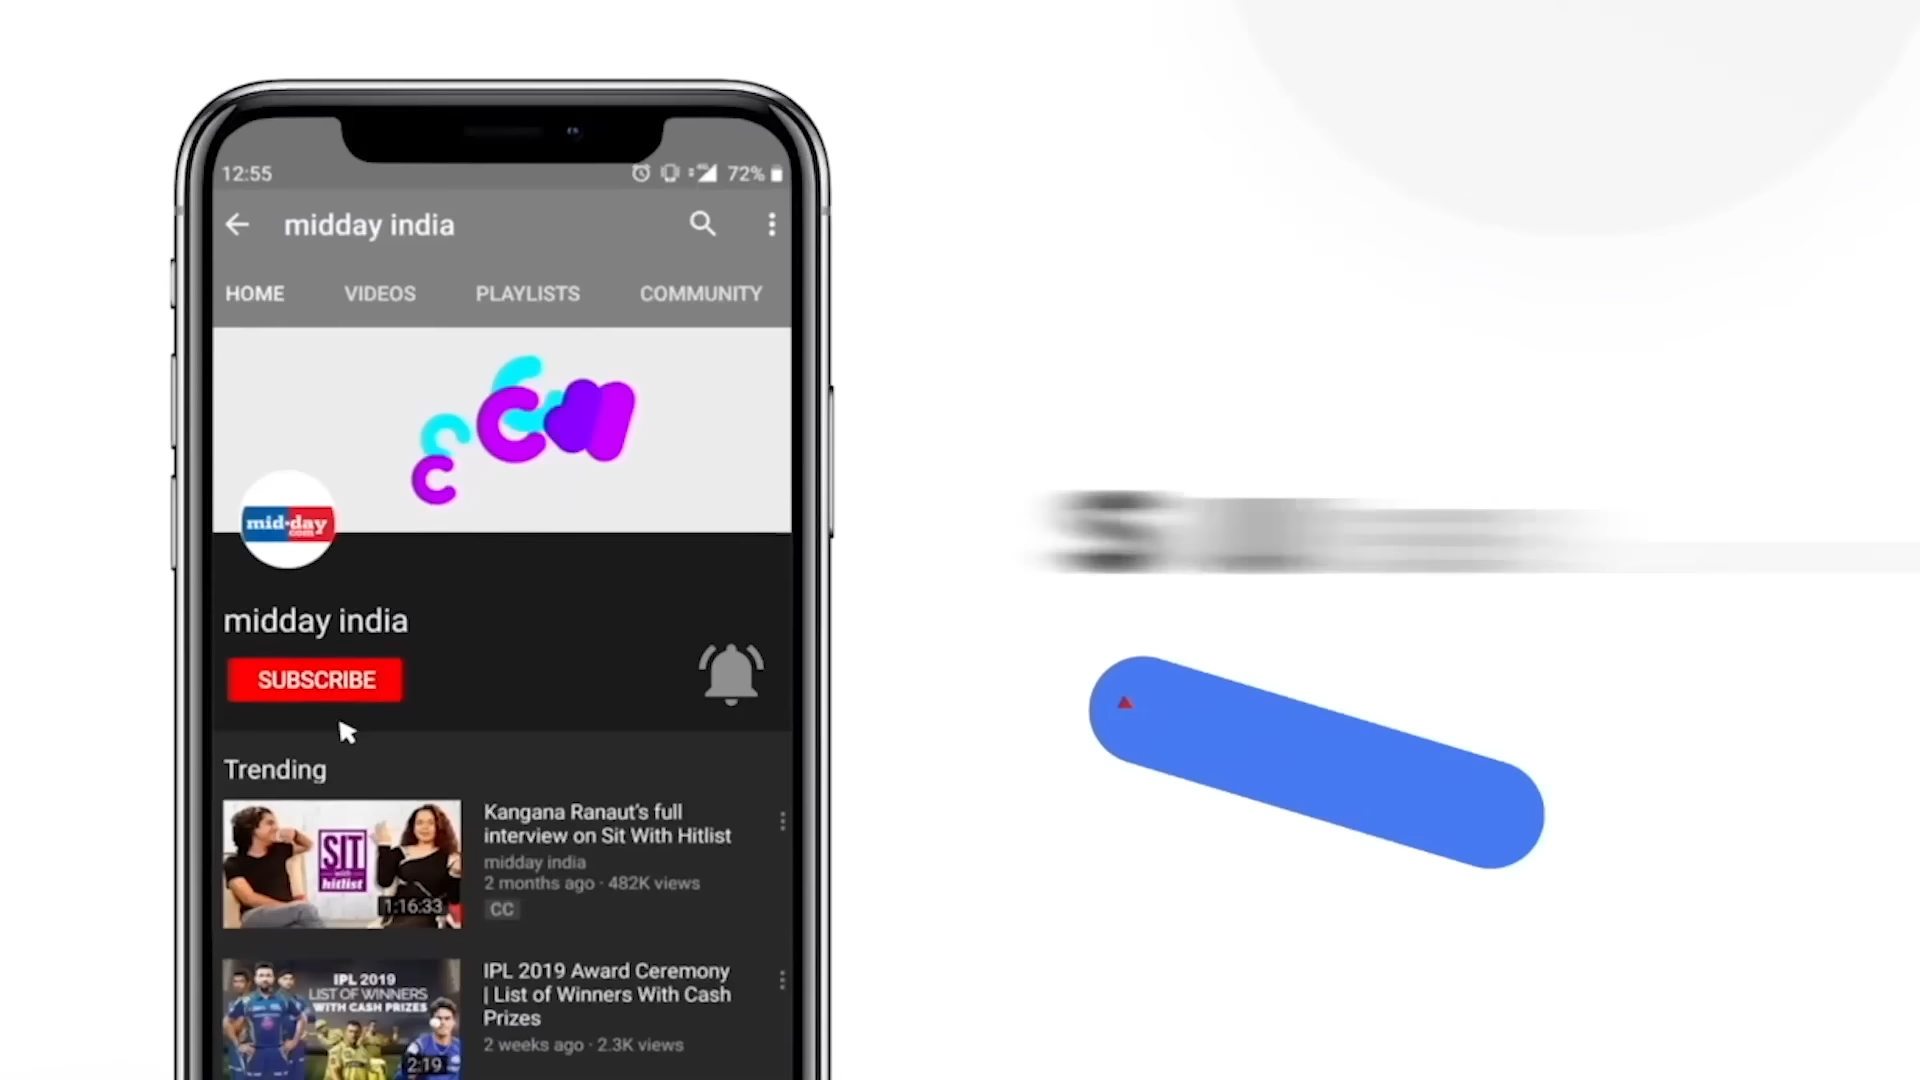 12:55
72%
midday india
HOME
VIDEOS
PLAYLISTS
COMMUNITY
mid-day
.com
midday india
SUBSCRIBE
Trending
SIT
with
hitlist
1:16:33
Kangana Ranaut's full
interview on Sit With Hitlist
midday india
2 months ago · 482K views
CC
IPL 2019
LIST OF WINNERS
WITH CASH PRIZES
2:19
IPL 2019 Award Ceremony
| List of Winners With Cash
Prizes
2 weeks ago · 2.3K views